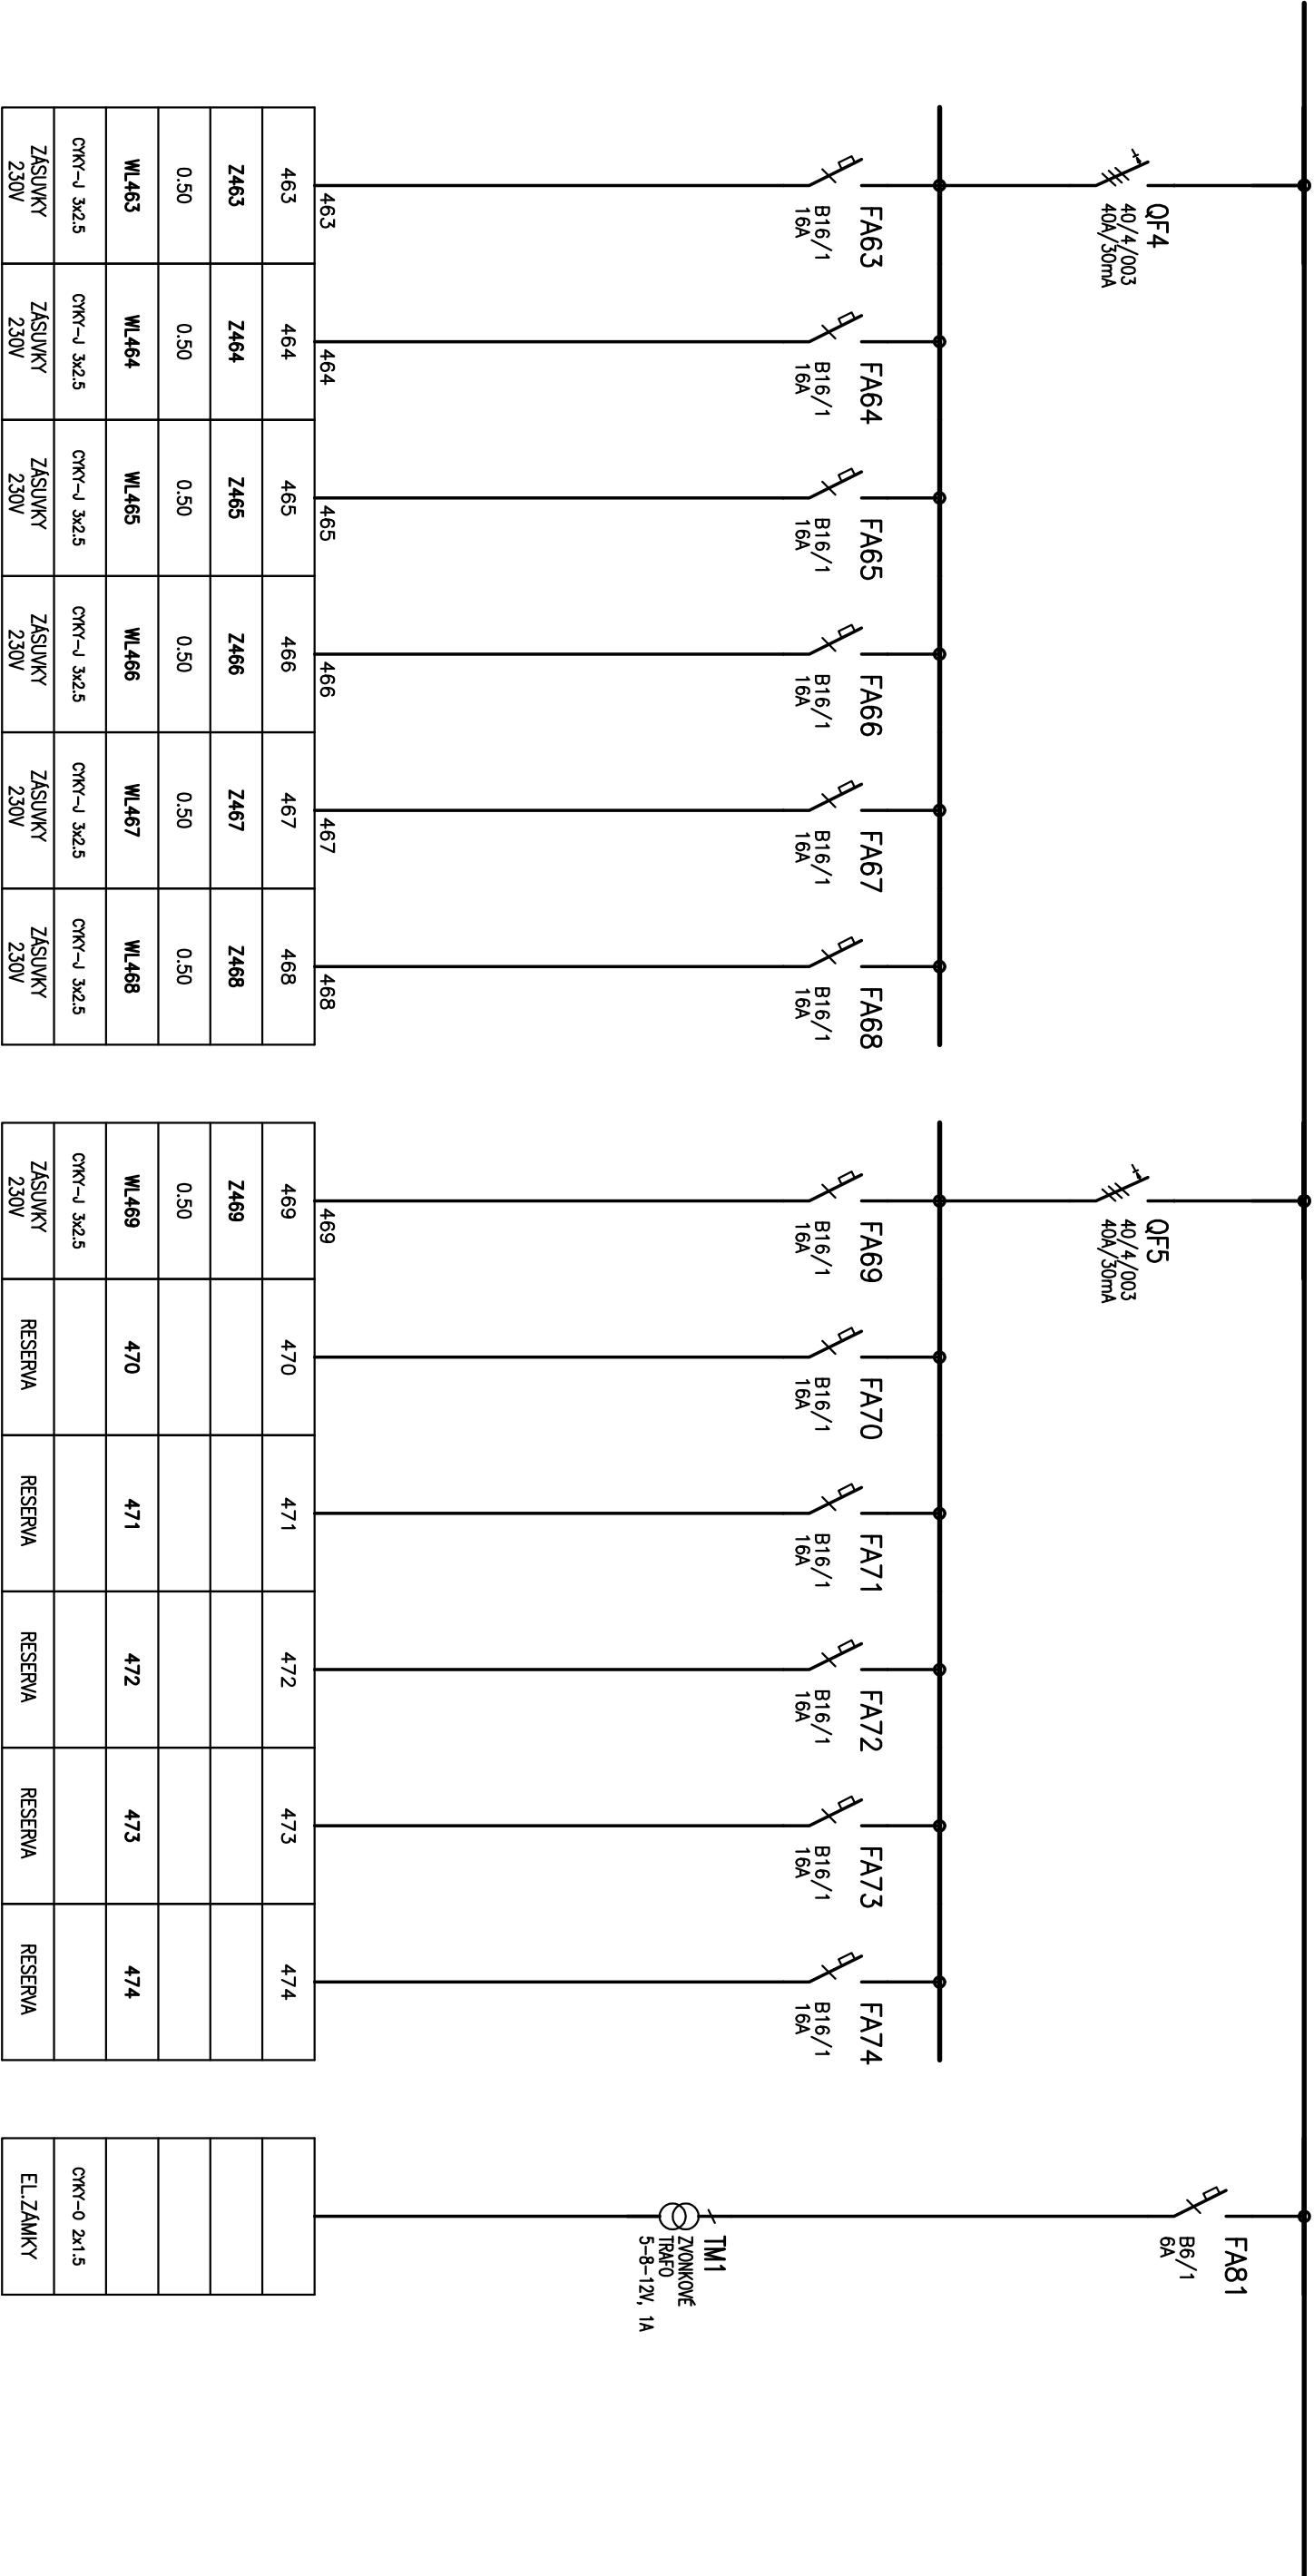 QF4
40/4/003
40A/30mA
QF5
40/4/003
40A/30mA
FA81
B6/1
6A
FA63
B16/1
16A
FA64
B16/1
16A
FA65
B16/1
16A
FA66
B16/1
16A
FA67
B16/1
16A
FA68
B16/1
16A
FA69
B16/1
16A
FA70
B16/1
16A
FA71
B16/1
16A
FA72
B16/1
16A
FA73
B16/1
16A
FA74
B16/1
16A
TM1
ZVONKOVÉ
TRAFO
5-8-12V, 1A
463 464 465 466 467 468 469
463 464 465 466 467 468 469 470 471 472 473 474
Z463 Z464 Z465 Z466 Z467 Z468 Z469
0.50 0.50 0.50 0.50 0.50 0.50 0.50
WL463 WL464 WL465 WL466 WL467 WL468 WL469 470 471 472 473 474
CYKY-J 3x2.5 CYKY-J 3x2.5 CYKY-J 3x2.5 CYKY-J 3x2.5 CYKY-J 3x2.5 CYKY-J 3x2.5 CYKY-J 3x2.5 CYKY-O 2x1.5
ZÁSUVKY
230V
ZÁSUVKY
230V
ZÁSUVKY
230V
ZÁSUVKY
230V
ZÁSUVKY
230V
ZÁSUVKY
230V
ZÁSUVKY
230V
RESERVA
RESERVA
RESERVA
RESERVA
RESERVA
EL.ZÁMKY